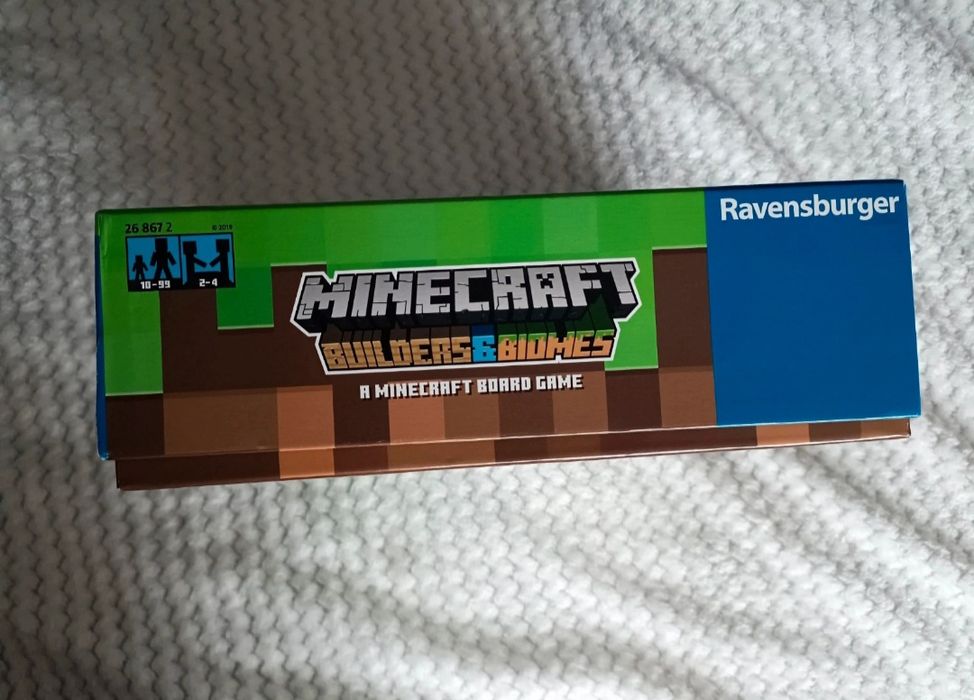 26 867 2
© 2019
10-99
2-4
MINECRAFT
BUILDERS & BIOMES
A MINECRAFT BOARD GAME
Ravensburger